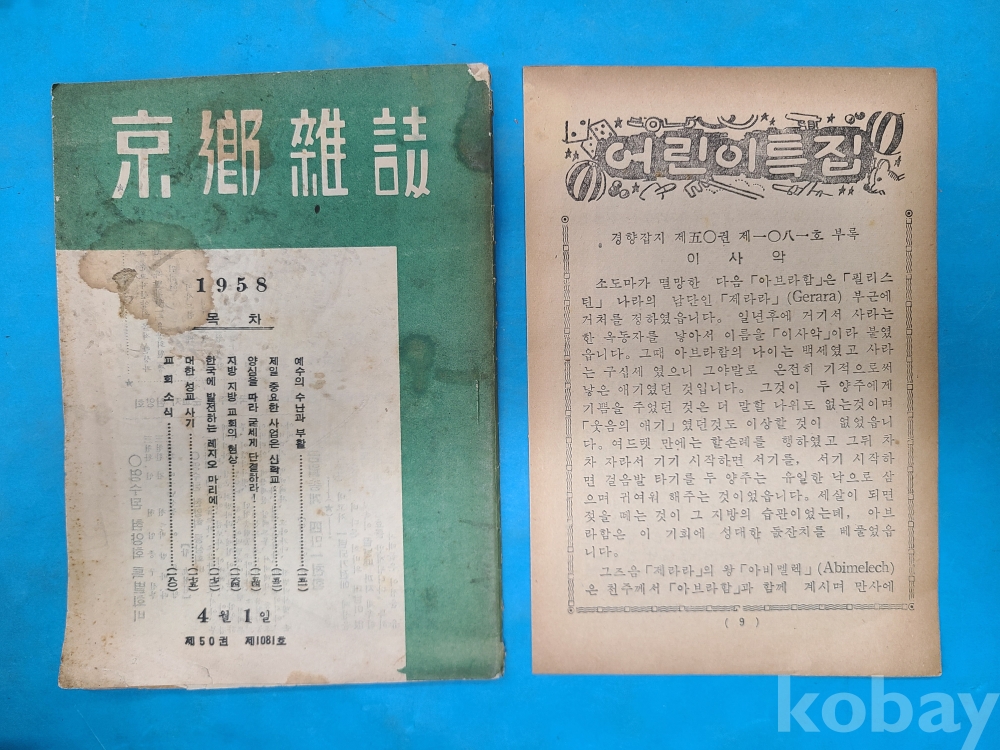 京鄕雜誌
1958
목차
예수의 수난과 부활
제일 중요한 사업은 신학교
양심을 따라 굳세게 단결하라!
지방 지방 교회의 현상
한국에 발전하는 레지오 마리에
대한 성교 사기
교회소식
4월1일
제50권 제1081호
어린이특집
경향잡지 제五〇권 제一〇八一호 부록
이사악
소도마가 멸망한 다음 「아브라함」은 「필리스
틴」 나라의 남단인 「제라라」 (Gerara) 부근에
거처를 정하였읍니다. 일년후에 거기서 사라는
한 옥동자를 낳아서 이름을 「이사악」이라 붙였
읍니다. 그때 아브라함의 나이는 백세였고 사라
는 구십세 였으니 그야말로 온전히 기적으로써
낳은 애기였던 것입니다. 그것이 두 양주에게
기쁨을 주었던 것은 더 말할 나위도 없는것이며
「웃음의 애기」였던것도 이상할 것이 없었읍니
다. 여드렛 만에는 할손례를 행하였고 그뒤 차
차 자라서 기기 시작하면 서기를, 서기 시작하
면 걸음발 타기를 두 양주는 유일한 낙으로 삼
으며 귀여워 해주는 것이었읍니다. 세살이 되면
젖을 떼는 것이 그 지방의 습관이었는데, 아브
라함은 이 기회에 성대한 돐잔치를 베풀었읍
니다.
그즈음 「제라라」의 왕 「아비멜렉」 (Abimelech)
은 천주께서 「아브라함」과 함께 계시며 만사에
( 9 )
kobay